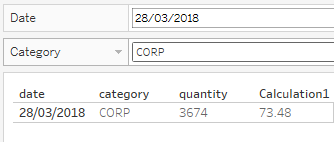 Date 28/03/2018
Category CORP
date category quantity Calculation1
28/03/2018 CORP 3674 73.48